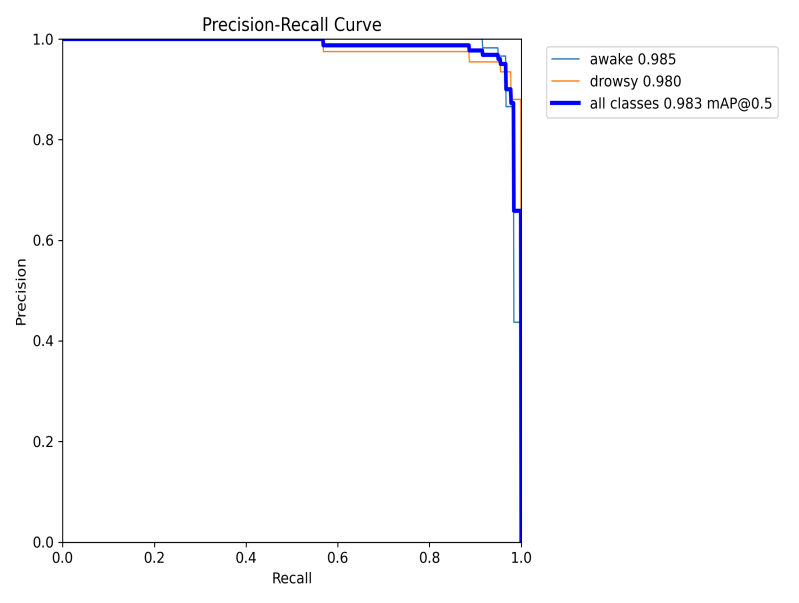 Precision-Recall Curve
awake 0.985
drowsy 0.980
all classes 0.983 mAP@0.5
Precision
1.0
0.8
0.6
0.4
0.2
0.0
0.0 0.2 0.4 0.6 0.8 1.0
Recall